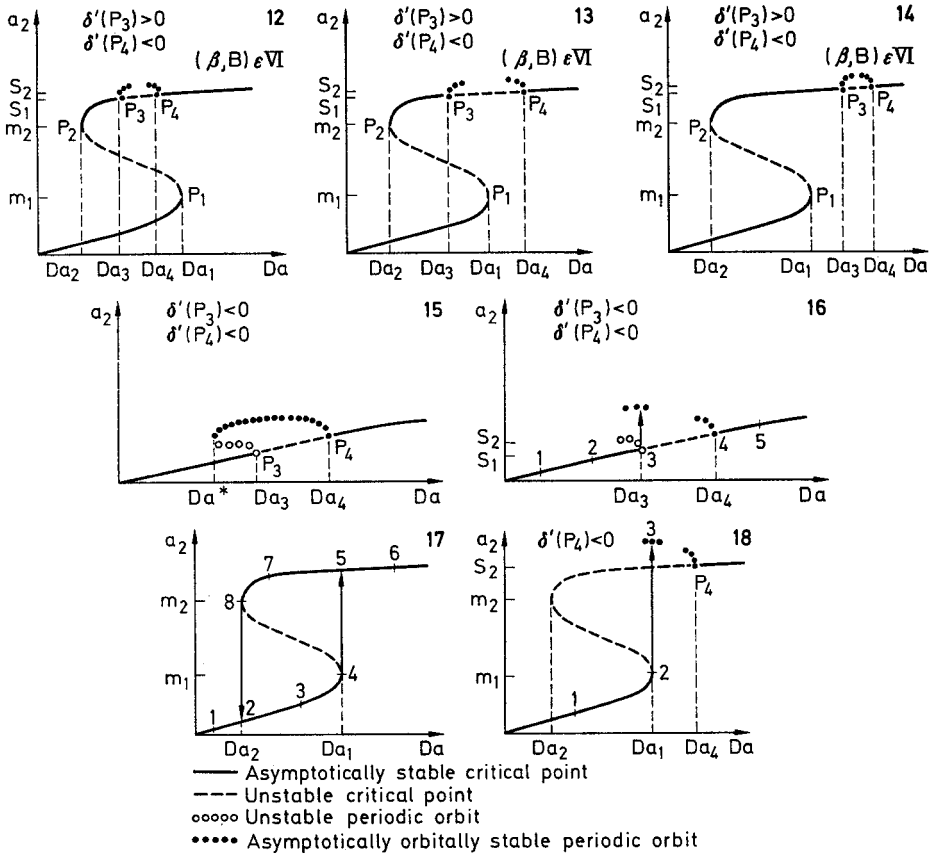 a₂ δ′(P₃)>0 12
δ′(P₄)<0
(β,B) ε VI
S₂
S₁
m₂ P₂ P₃ P₄
m₁ P₁
Da₂ Da₃ Da₄ Da₁ Da
a₂ δ′(P₃)>0 13
δ′(P₄)<0
(β,B) ε VI
S₂
S₁
m₂ P₂ P₃ P₄
m₁ P₁
Da₂ Da₃ Da₁ Da₄ Da
a₂ δ′(P₃)>0 14
δ′(P₄)<0
(β,B) ε VI
S₂
S₁
m₂ P₂ P₃ P₄
m₁ P₁
Da₂ Da₁ Da₃ Da₄ Da
a₂ δ′(P₃)<0 15
δ′(P₄)<0
P₃ P₄
Da* Da₃ Da₄ Da
a₂ δ′(P₃)<0 16
δ′(P₄)<0
S₂
S₁
1 2 3 4 5
Da₃ Da₄ Da
a₂ 17
7 5 6
m₂ 8
m₁ 4
1 2 3
Da₂ Da₁ Da
a₂ δ′(P₄)<0 3 18
S₂ P₄
m₂
m₁ 2
1
Da₂ Da₁ Da₄ Da
Asymptotically stable critical point
Unstable critical point
Unstable periodic orbit
Asymptotically orbitally stable periodic orbit